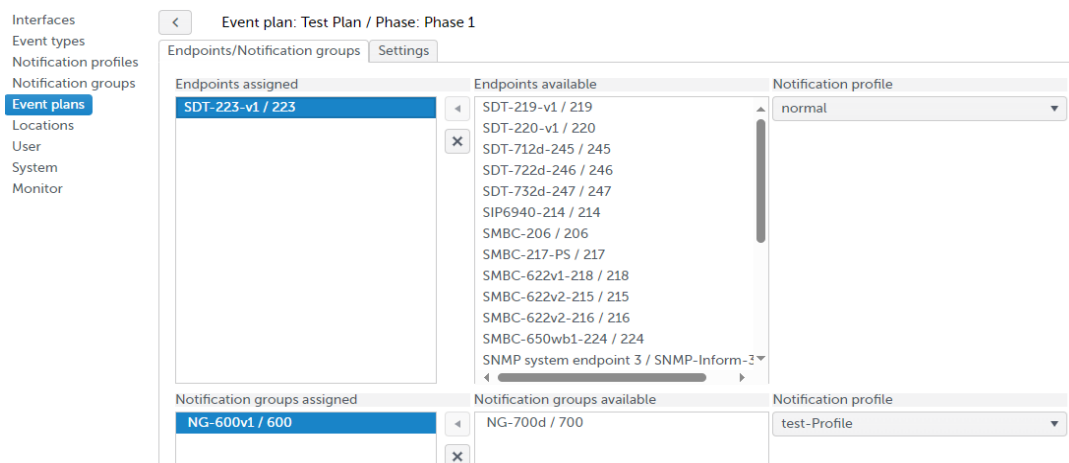 Interfaces
Event types
Notification profiles
Notification groups
Event plans
Locations
User
System
Monitor
Event plan: Test Plan / Phase: Phase 1
Endpoints/Notification groups Settings
Endpoints assigned Endpoints available Notification profile
SDT-223-v1 / 223
SDT-219-v1 / 219
SDT-220-v1 / 220
SDT-712d-245 / 245
SDT-722d-246 / 246
SDT-732d-247 / 247
SIP6940-214 / 214
SMBC-206 / 206
SMBC-217-PS / 217
SMBC-622v1-218 / 218
SMBC-622v2-215 / 215
SMBC-622v2-216 / 216
SMBC-650wb1-224 / 224
SNMP system endpoint 3 / SNMP-Inform-3
normal
Notification groups assigned Notification groups available Notification profile
NG-600v1 / 600 NG-700d / 700 test-Profile